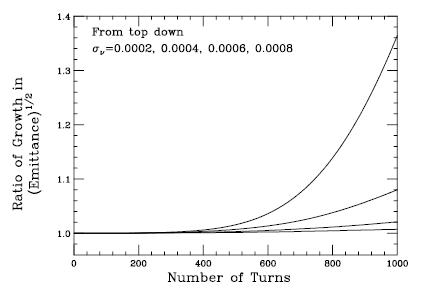 1.4
From top down
σᵥ=0.0002, 0.0004, 0.0006, 0.0008
1.3
1.2
1.1
1.0
Ratio of Growth in
(Emittance)^1/2
0 200 400 600 800 1000
Number of Turns